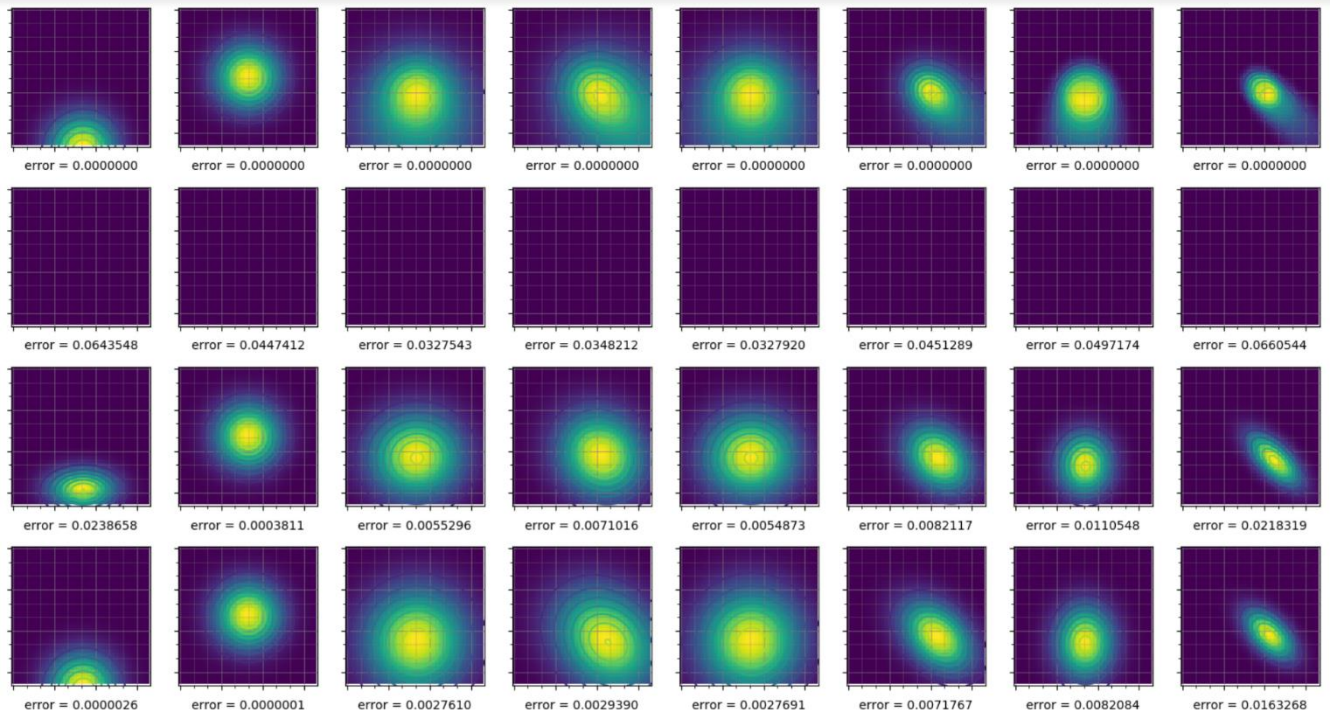 error = 0.0000000 error = 0.0000000 error = 0.0000000 error = 0.0000000 error = 0.0000000 error = 0.0000000 error = 0.0000000 error = 0.0000000
error = 0.0643548 error = 0.0447412 error = 0.0327543 error = 0.0348212 error = 0.0327920 error = 0.0451289 error = 0.0497174 error = 0.0660544
error = 0.0238658 error = 0.0003811 error = 0.0055296 error = 0.0071016 error = 0.0054873 error = 0.0082117 error = 0.0110548 error = 0.0218319
error = 0.0000026 error = 0.0000001 error = 0.0027610 error = 0.0029390 error = 0.0027691 error = 0.0071767 error = 0.0082084 error = 0.0163268